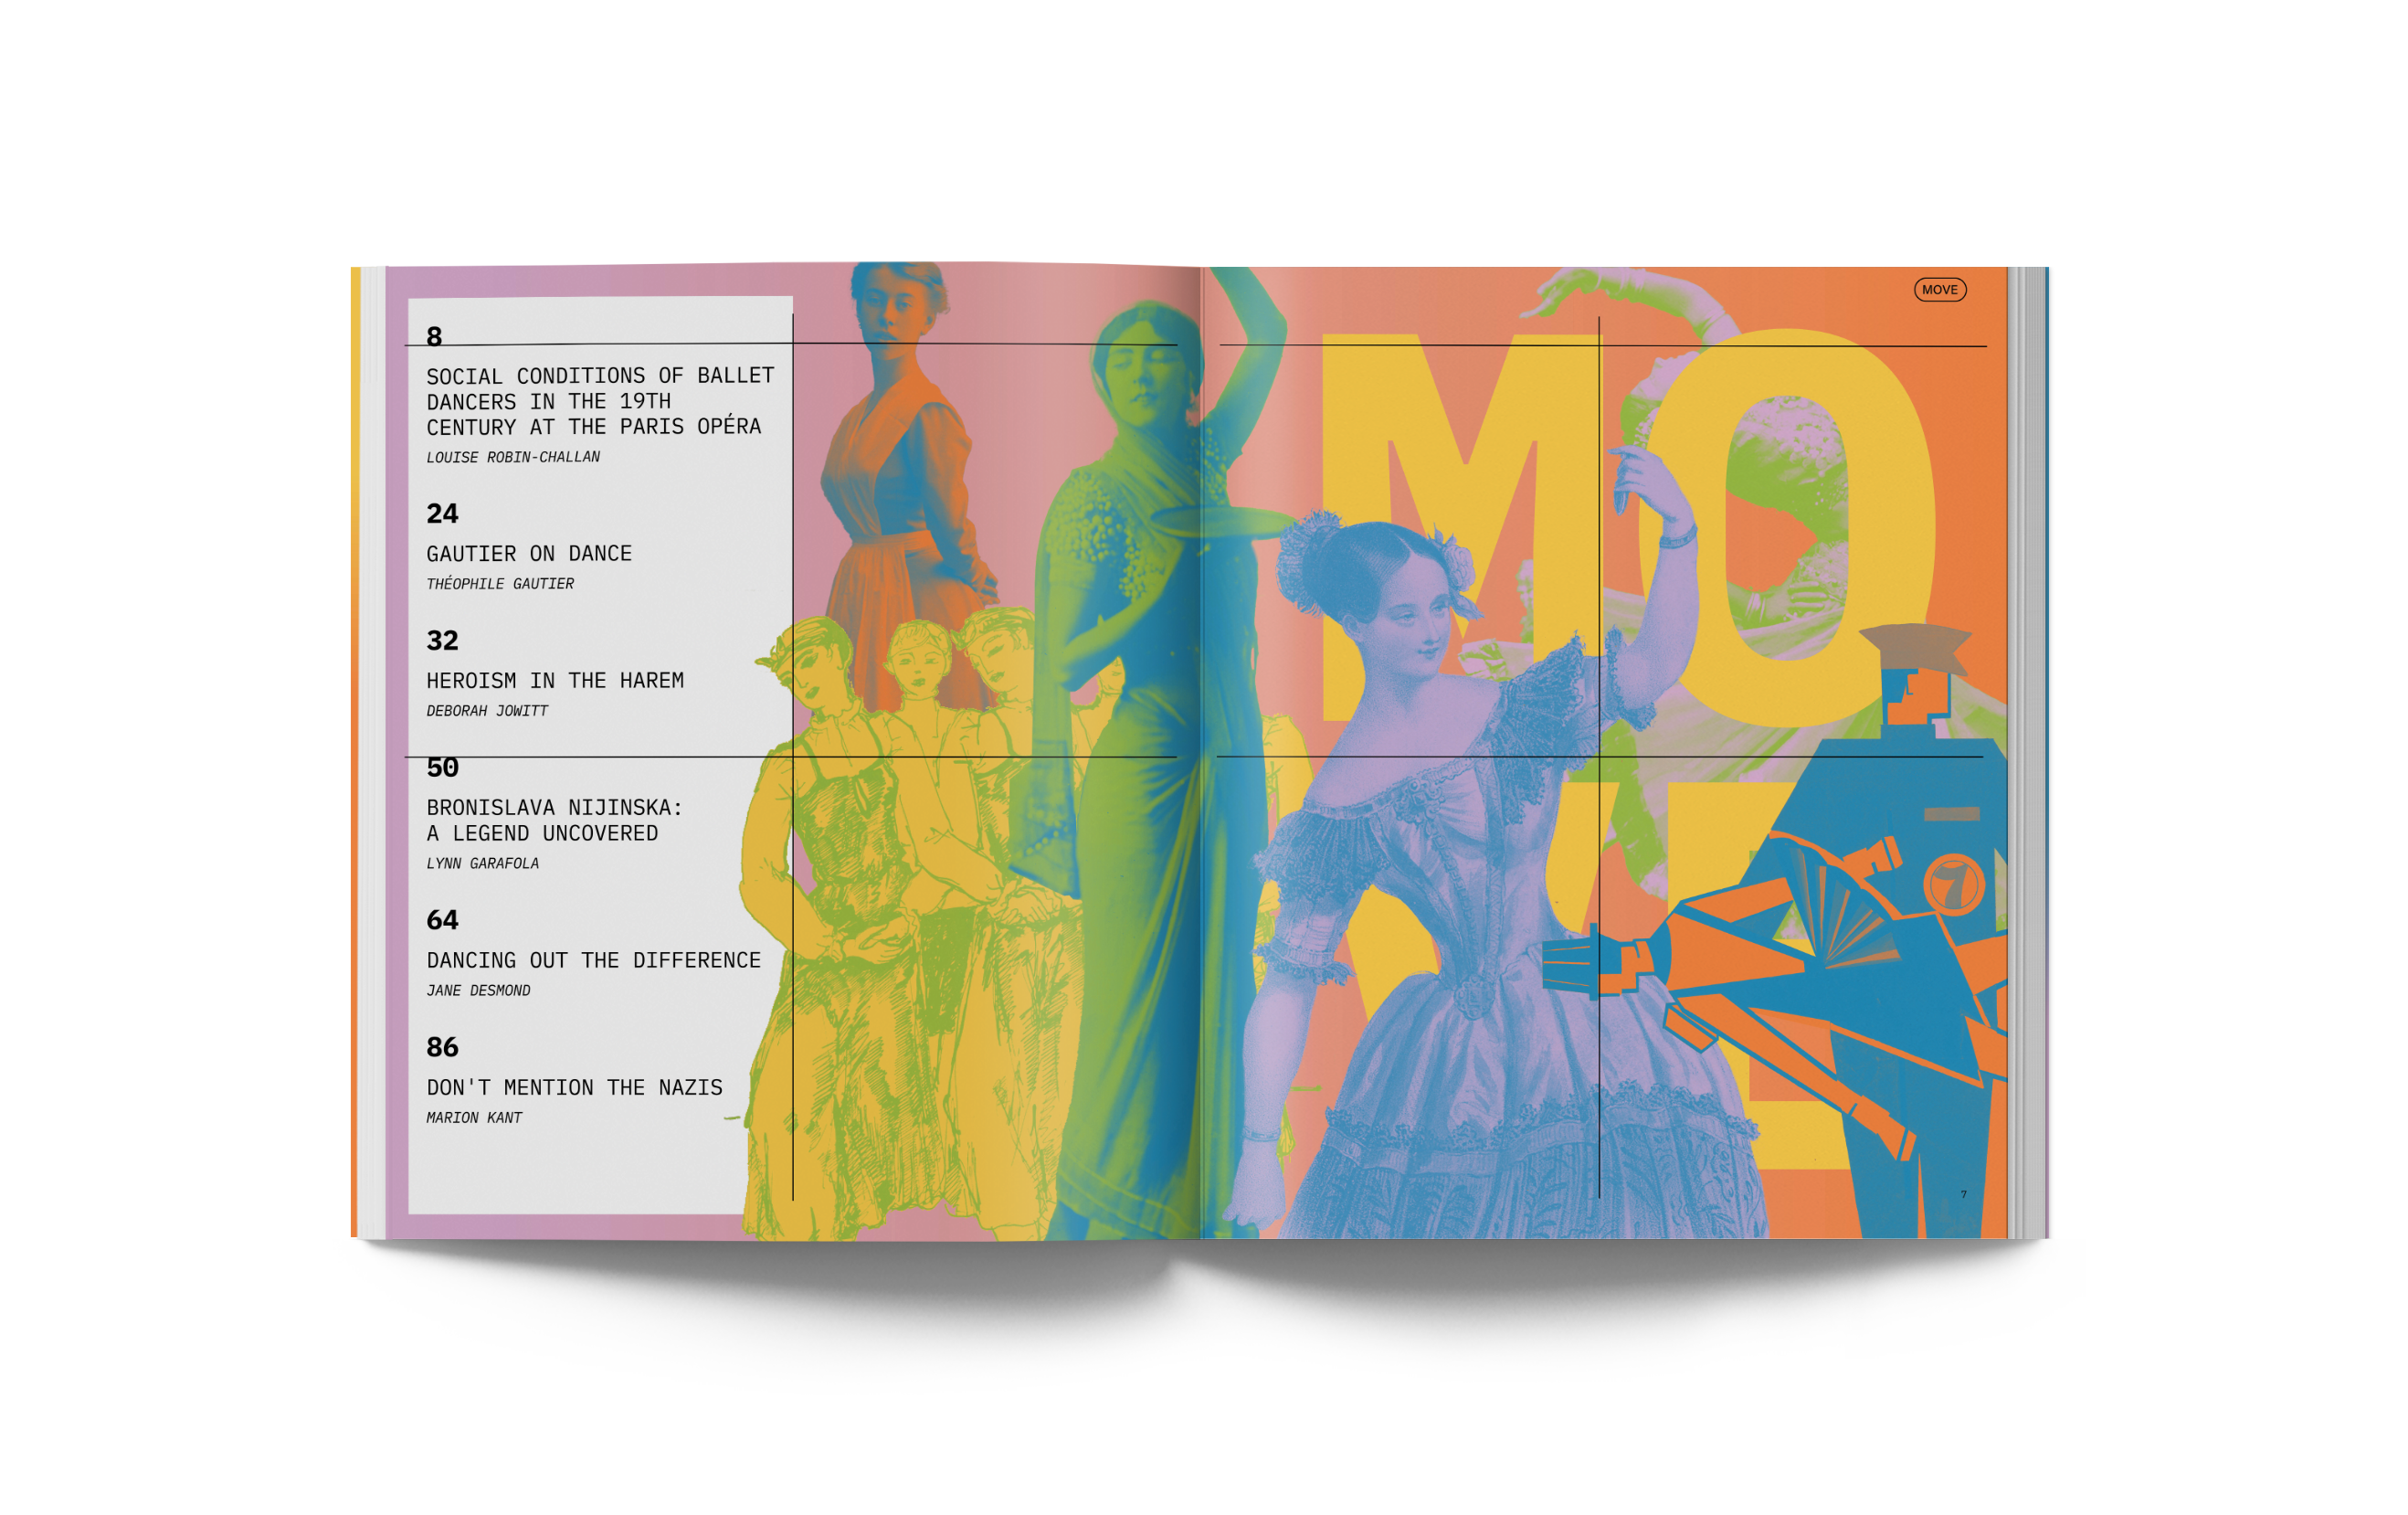 8
SOCIAL CONDITIONS OF BALLET
DANCERS IN THE 19TH
CENTURY AT THE PARIS OPÉRA
LOUISE ROBIN-CHALLAN
24
GAUTIER ON DANCE
THÉOPHILE GAUTIER
32
HEROISM IN THE HAREM
DEBORAH JOWITT
50
BRONISLAVA NIJINSKA:
A LEGEND UNCOVERED
LYNN GARAFOLA
64
DANCING OUT THE DIFFERENCE
JANE DESMOND
86
DON'T MENTION THE NAZIS
MARION KANT
MOVE
MO
VE
7
7